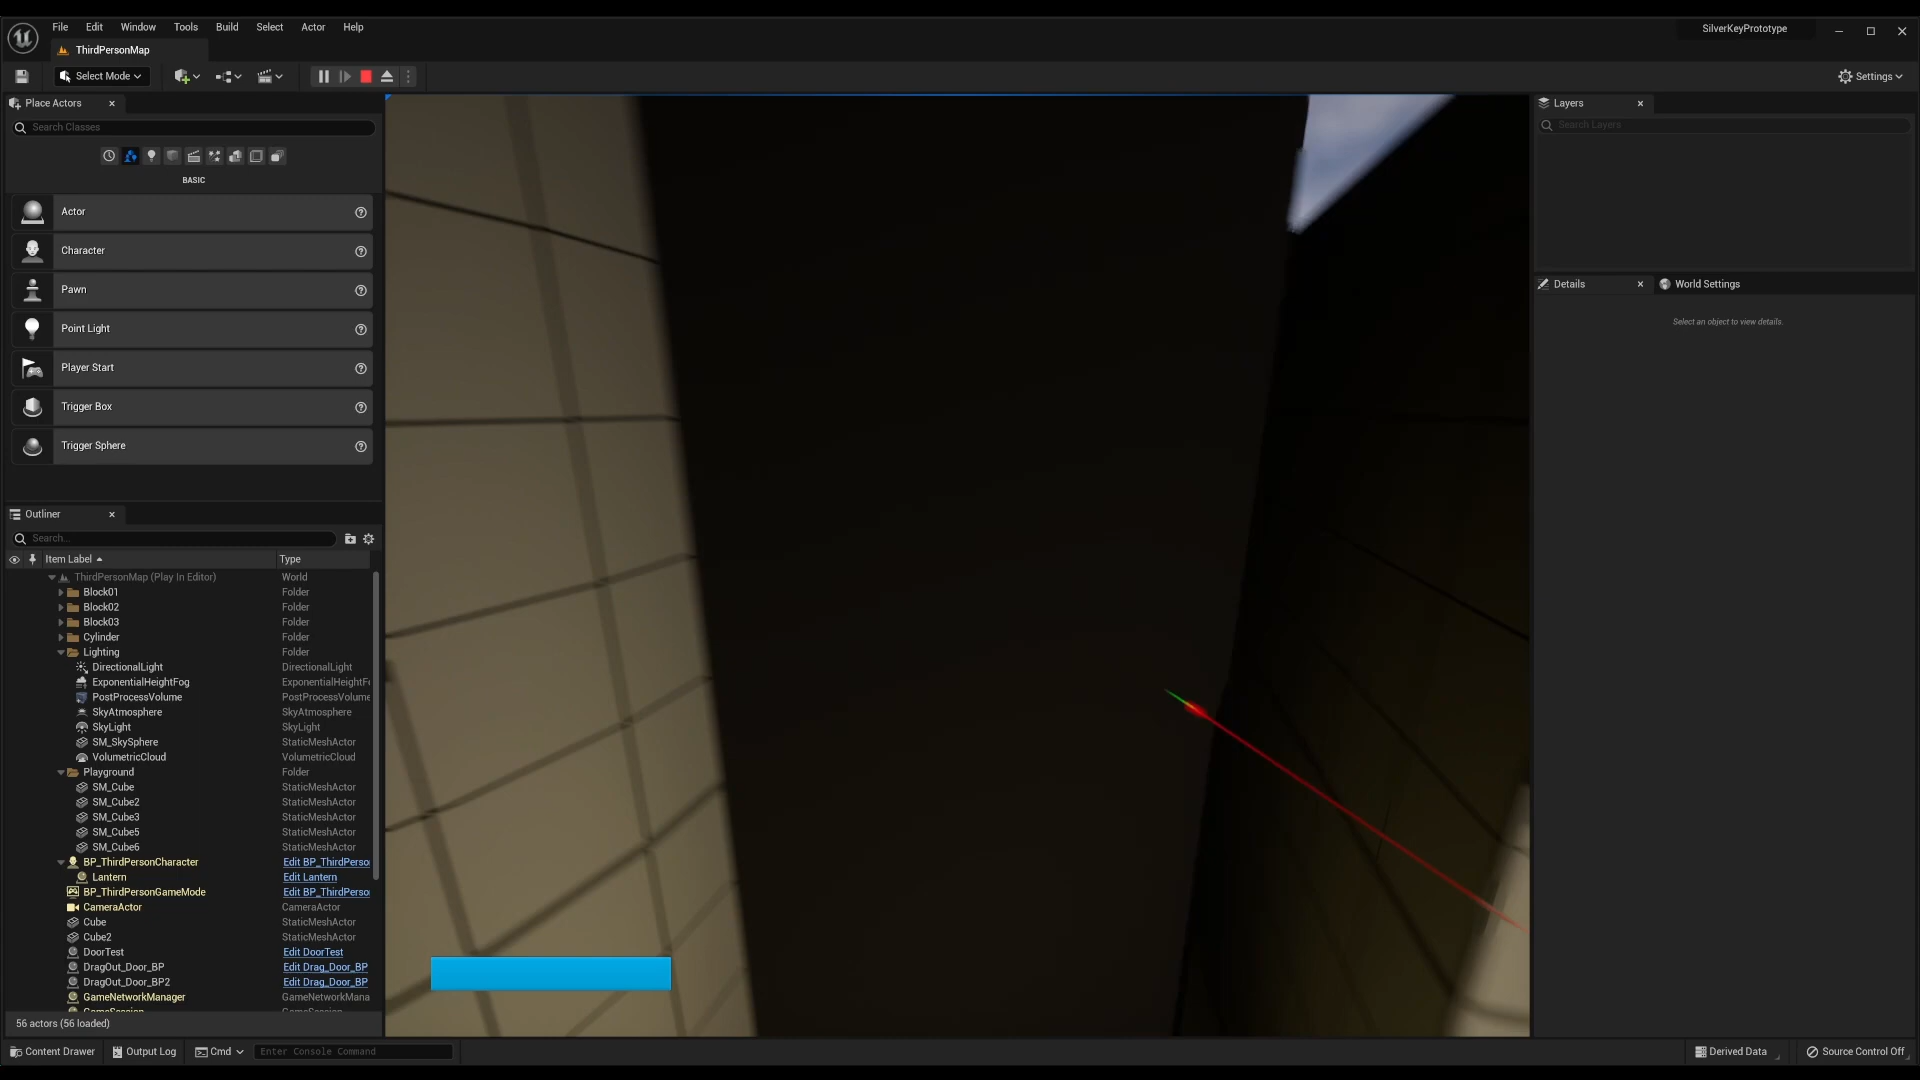 File Edit Window Tools Build Select Actor Help
SilverKeyPrototype
ThirdPersonMap
Select Mode
Settings
Place Actors
Search Classes
BASIC
Actor
Character
Pawn
Point Light
Player Start
Trigger Box
Trigger Sphere
Outliner
Search...
Item Label Type
ThirdPersonMap (Play In Editor) World
Block01 Folder
Block02 Folder
Block03 Folder
Cylinder Folder
Lighting Folder
DirectionalLight DirectionalLight
ExponentialHeightFog ExponentialHeightF
PostProcessVolume PostProcessVolume
SkyAtmosphere SkyAtmosphere
SkyLight SkyLight
SM_SkySphere StaticMeshActor
VolumetricCloud VolumetricCloud
Playground Folder
SM_Cube StaticMeshActor
SM_Cube2 StaticMeshActor
SM_Cube3 StaticMeshActor
SM_Cube5 StaticMeshActor
SM_Cube6 StaticMeshActor
BP_ThirdPersonCharacter Edit BP_ThirdPerso
Lantern Edit Lantern
BP_ThirdPersonGameMode Edit BP_ThirdPerso
CameraActor CameraActor
Cube StaticMeshActor
Cube2 StaticMeshActor
DoorTest Edit DoorTest
DragOut_Door_BP Edit Drag_Door_BP
DragOut_Door_BP2 Edit Drag_Door_BP
GameNetworkManager GameNetworkMana
56 actors (56 loaded)
Layers
Search Layers
Details World Settings
Select an object to view details.
Content Drawer Output Log Cmd Enter Console Command Derived Data Source Control Off